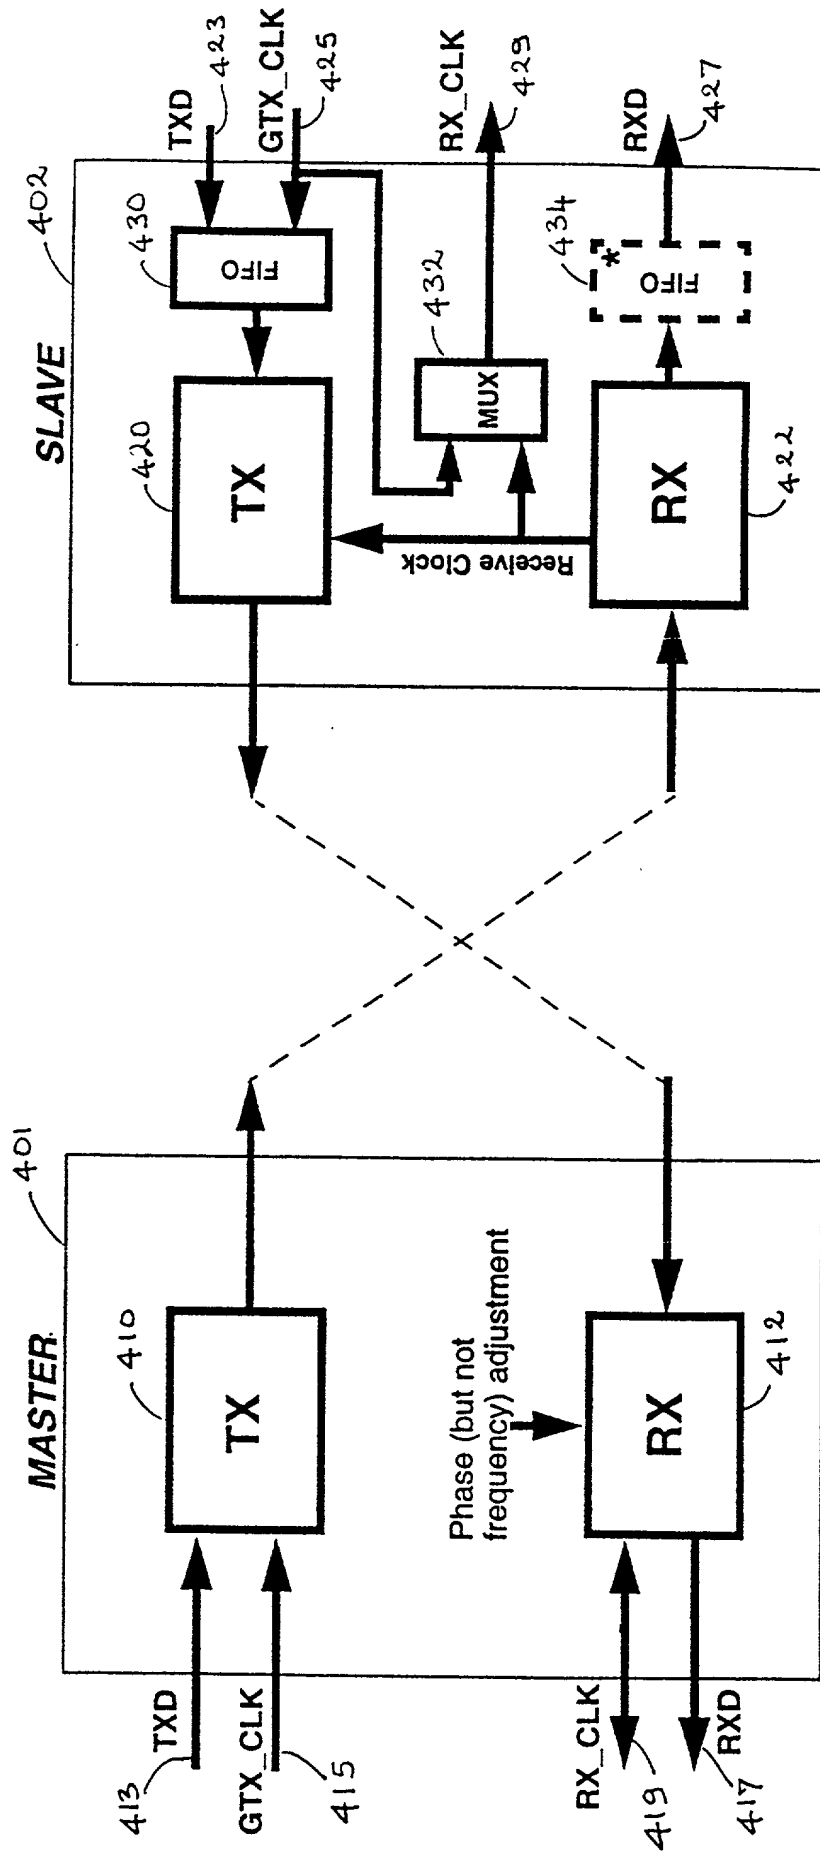 MASTER.
401
413
TXD
GTX_CLK
415
TX
410
Phase (but not
frequency) adjustment
RX_CLK
419
RXD
417
RX
412
SLAVE
402
TX
420
FIFO
430
TXD
423
GTX_CLK
425
MUX
432
RX_CLK
429
Receive Clock
RX
422
FIFO
*
434
RXD
427